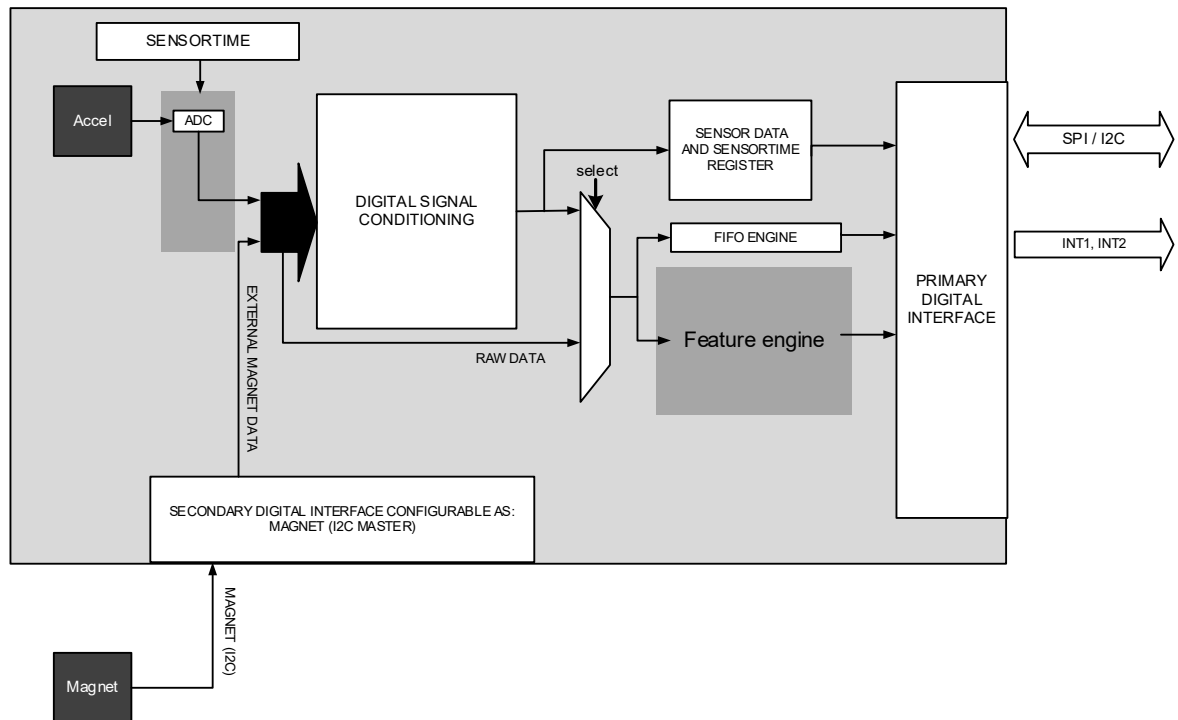 SENSORTIME
Accel
ADC
DIGITAL SIGNAL
CONDITIONING
SENSOR DATA
AND SENSORTIME
REGISTER
SPI / I2C
select
FIFO ENGINE
INT1, INT2
PRIMARY
DIGITAL
INTERFACE
Feature engine
RAW DATA
EXTERNAL MAGNET DATA
SECONDARY DIGITAL INTERFACE CONFIGURABLE AS:
MAGNET (I2C MASTER)
MAGNET (I2C)
Magnet